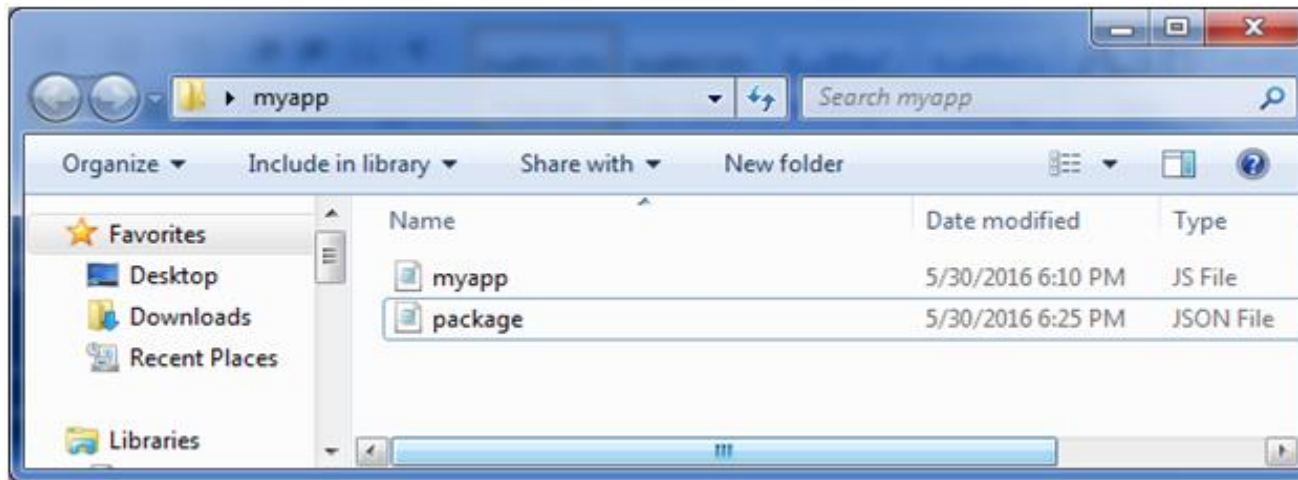 myapp
Search myapp
Organize Include in library Share with New folder
Name Date modified Type
Favorites
Desktop
Downloads
Recent Places
Libraries
myapp 5/30/2016 6:10 PM JS File
package 5/30/2016 6:25 PM JSON File